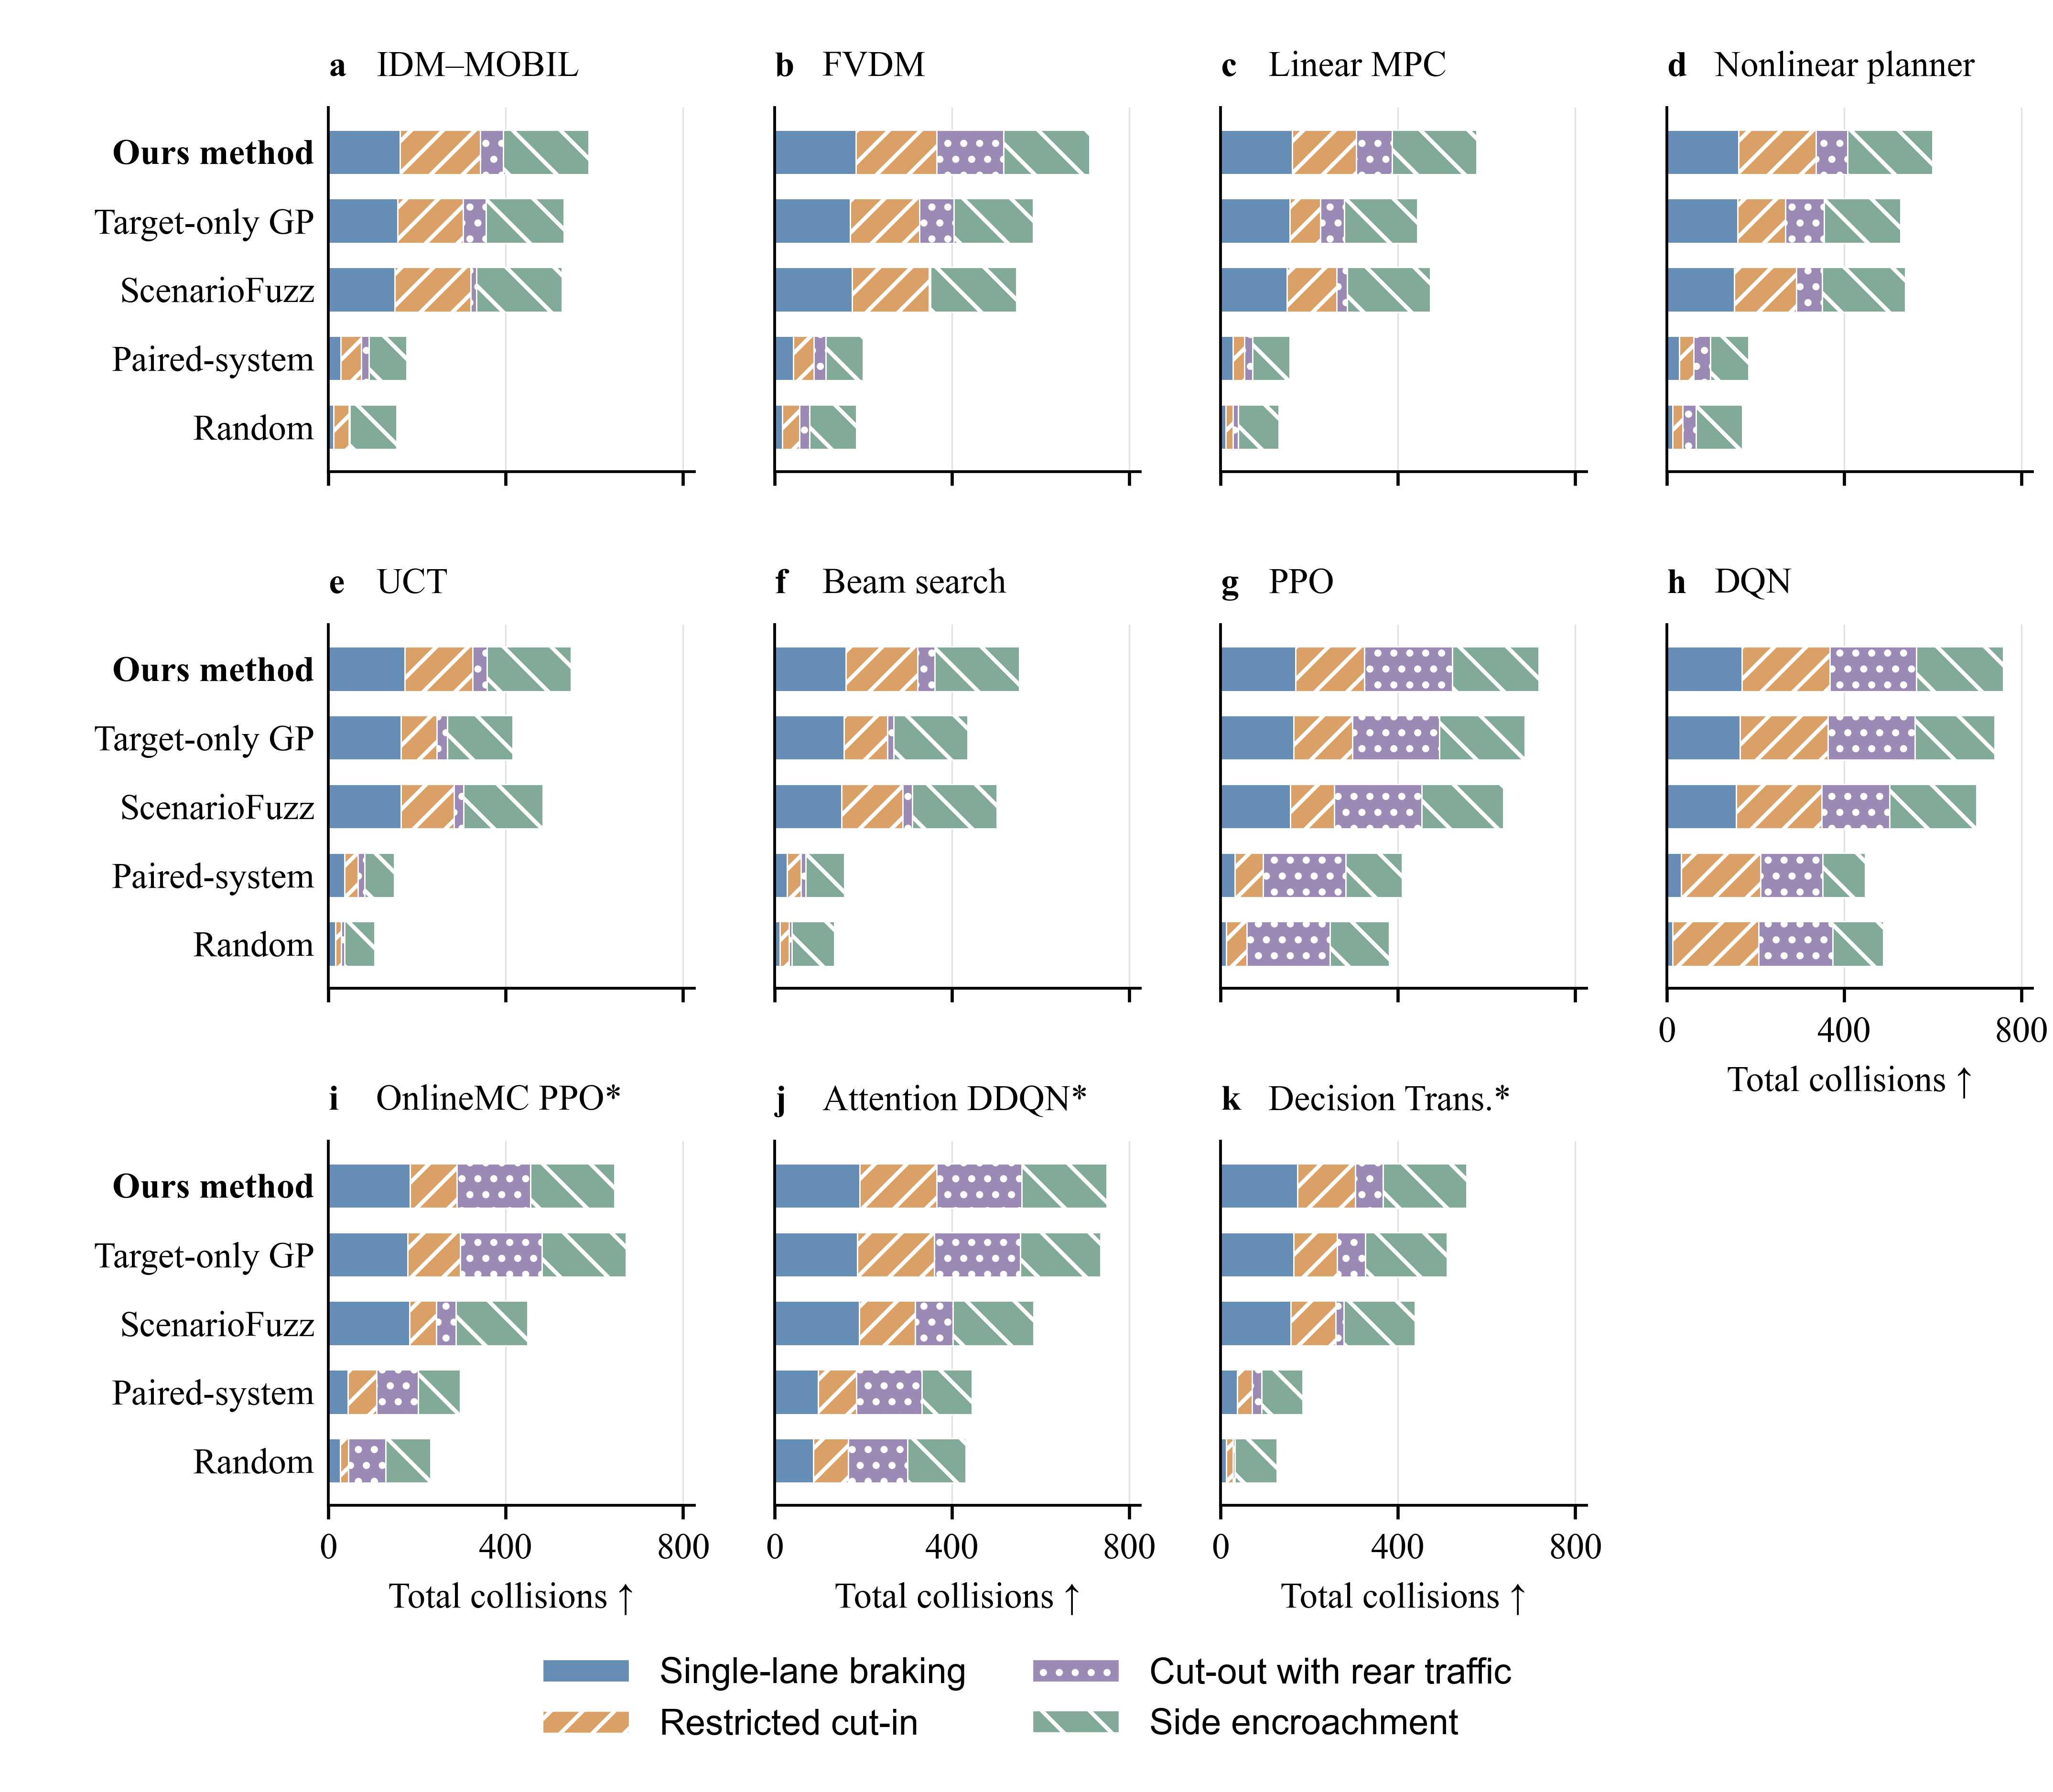 a IDM–MOBIL
b FVDM
c Linear MPC
d Nonlinear planner
Ours method
Target-only GP
ScenarioFuzz
Paired-system
Random
e UCT
f Beam search
g PPO
h DQN
Ours method
Target-only GP
ScenarioFuzz
Paired-system
Random
0 400 800
Total collisions ↑
i OnlineMC PPO*
j Attention DDQN*
k Decision Trans.*
Ours method
Target-only GP
ScenarioFuzz
Paired-system
Random
0 400 800
0 400 800
0 400 800
Total collisions ↑
Total collisions ↑
Total collisions ↑
Single-lane braking
Cut-out with rear traffic
Restricted cut-in
Side encroachment